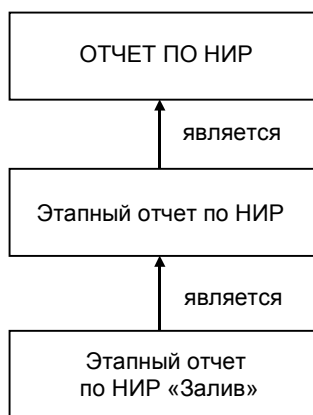 ОТЧЕТ ПО НИР
является
Этапный отчет по НИР
является
Этапный отчет
по НИР «Залив»